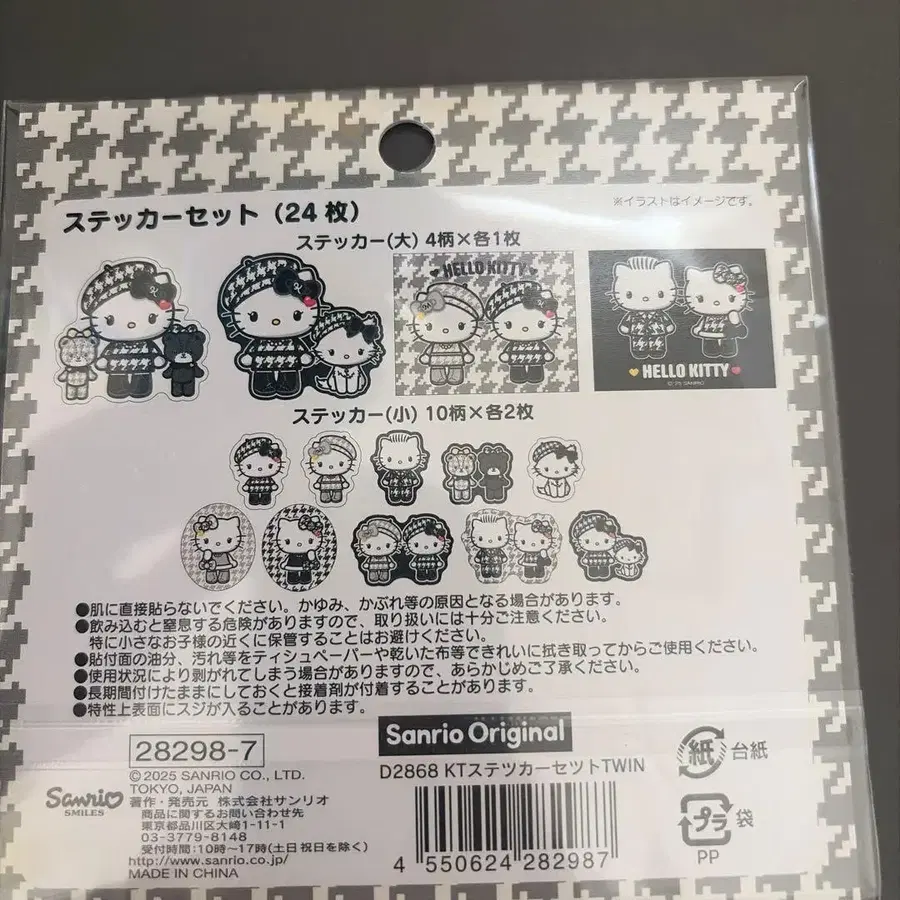 ステッカーセット（24枚）
※イラストはイメージです。
ステッカー(大) 4柄×各1枚
HELLO KITTY
HELLO KITTY
© '25 SANRIO
ステッカー(小) 10柄×各2枚
●肌に直接貼らないでください。かゆみ、かぶれ等の原因となる場合があります。
●飲み込むと窒息する危険がありますので、取り扱いには十分ご注意ください。
特に小さなお子様の近くに保管することはお避けください。
●貼付面の油分、汚れ等をティシュペーパーや乾いた布等できれいに拭き取ってからご使用ください。
●使用状況により剥がれてしまう場合がありますので、あらかじめご了承ください。
●長期間付けたままにしておくと接着剤が付着することがあります。
●特性上表面にスジが入ることがあります。
28298-7
© 2025 SANRIO CO., LTD.
TOKYO, JAPAN
Sanrio
SMILES
著作・発売元 株式会社サンリオ
商品に関するお問い合わせ先
東京都品川区大崎1-11-1
03-3779-8148
受付時間:10時～17時(土日祝日を除く)
http://www.sanrio.co.jp/
MADE IN CHINA
Sanrio Original
D2868 KTステツカーセツトTWIN
4 550624 282987
紙 台紙
プラ 袋
PP